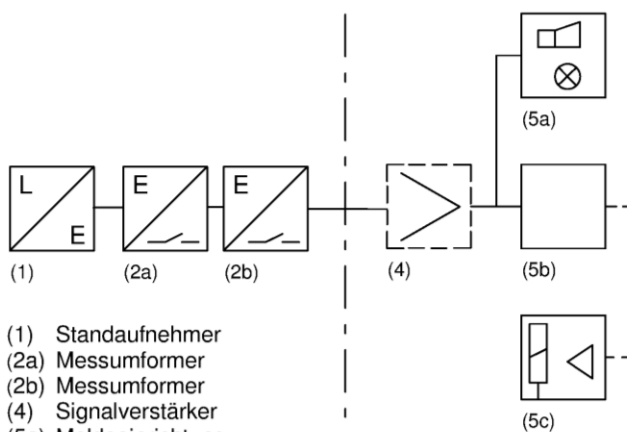 (5a)
L
E
E
E
(1)
(2a)
(2b)
(4)
(5b)
(1) Standaufnehmer
(2a) Messumformer
(2b) Messumformer
(4) Signalverstärker
(5c)